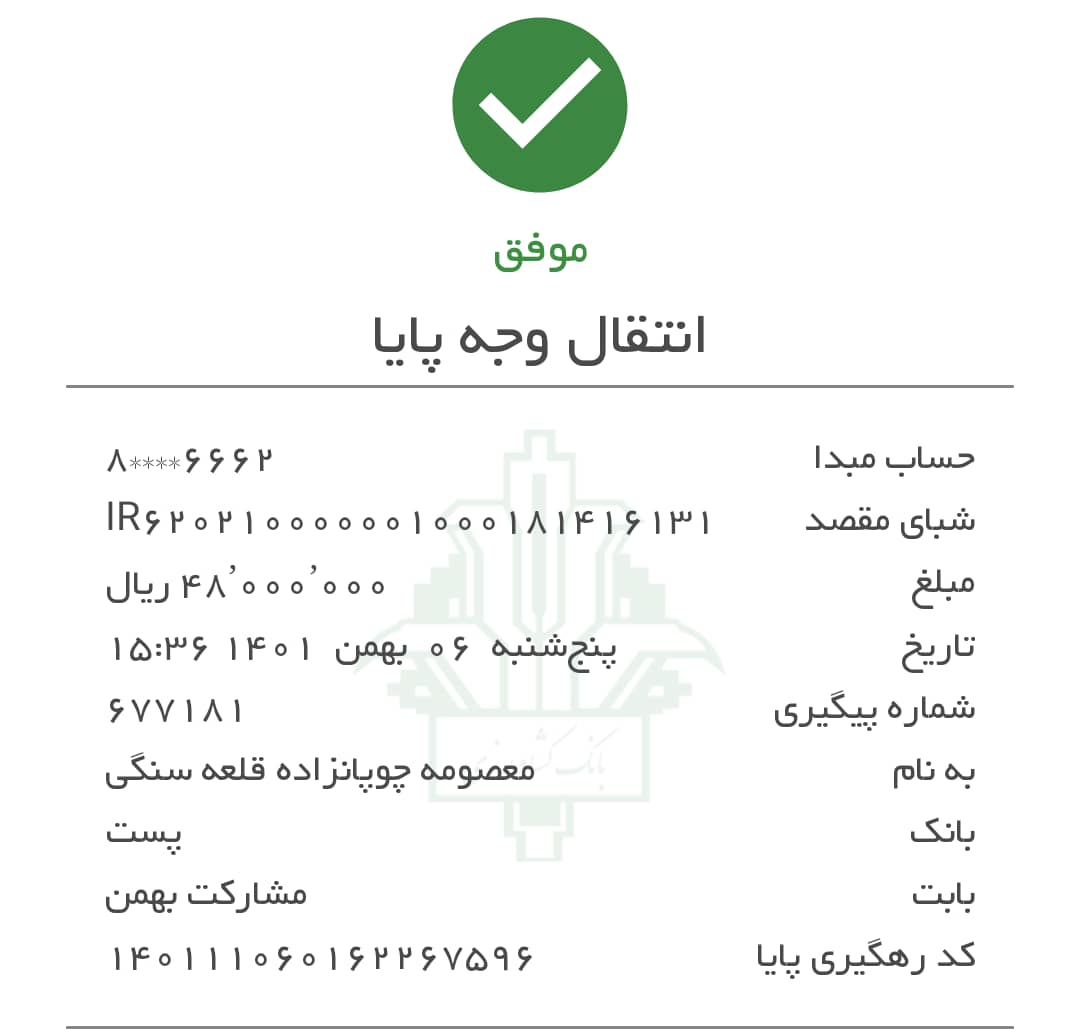 موفق
انتقال وجه پایا
حساب مبدا ۸****۶۶۶۲
شبای مقصد IR۶۲۰۲۱۰۰۰۰۰۰۱۰۰۰۱۸۱۴۱۶۱۳۱
مبلغ ۴۸٬۰۰۰٬۰۰۰ ریال
تاریخ پنج‌شنبه ۰۶ بهمن ۱۴۰۱ ۱۵:۳۶
شماره پیگیری ۶۷۷۱۸۱
به نام معصومه چوپانزاده قلعه سنگی
بانک پست
بابت مشارکت بهمن
کد رهگیری پایا ۱۴۰۱۱۱۰۶۰۱۶۲۲۶۷۵۹۶
بانک کشاورزی